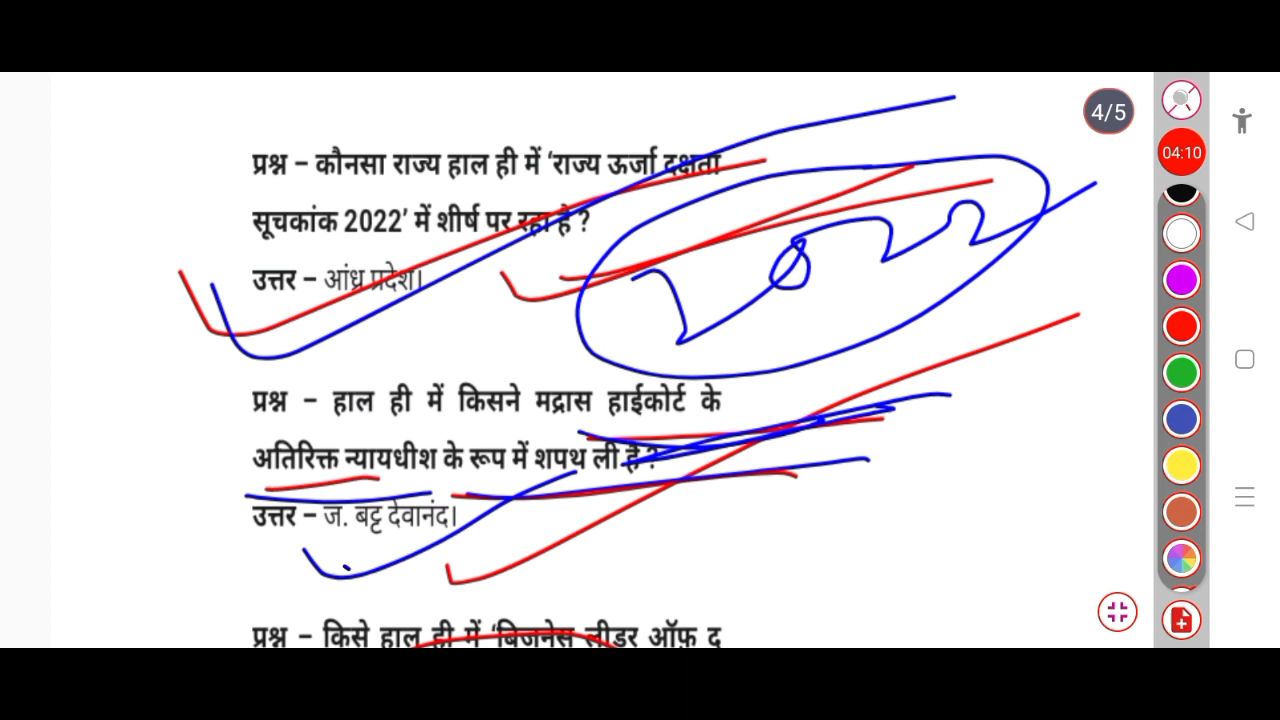 4/5
04:10
प्रश्न – कौनसा राज्य हाल ही में ‘राज्य ऊर्जा दक्षता
सूचकांक 2022’ में शीर्ष पर रहा है ?
उत्तर – आंध्र प्रदेश।
प्रश्न – हाल ही में किसने मद्रास हाईकोर्ट के
अतिरिक्त न्यायधीश के रूप में शपथ ली है ?
उत्तर – ज. बट्टू देवानंद।
प्रश्न – किसे हाल ही में ‘बिजनेस लीडर ऑफ़ द